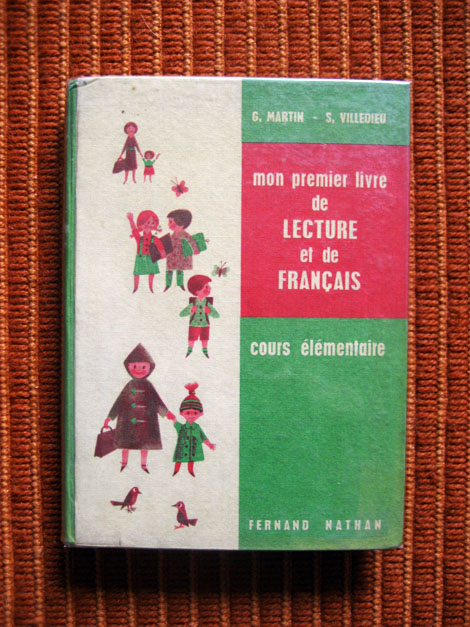 G. MARTIN - S. VILLEDIEU
mon premier livre
de
LECTURE
et de
FRANÇAIS
cours élémentaire
FERNAND NATHAN